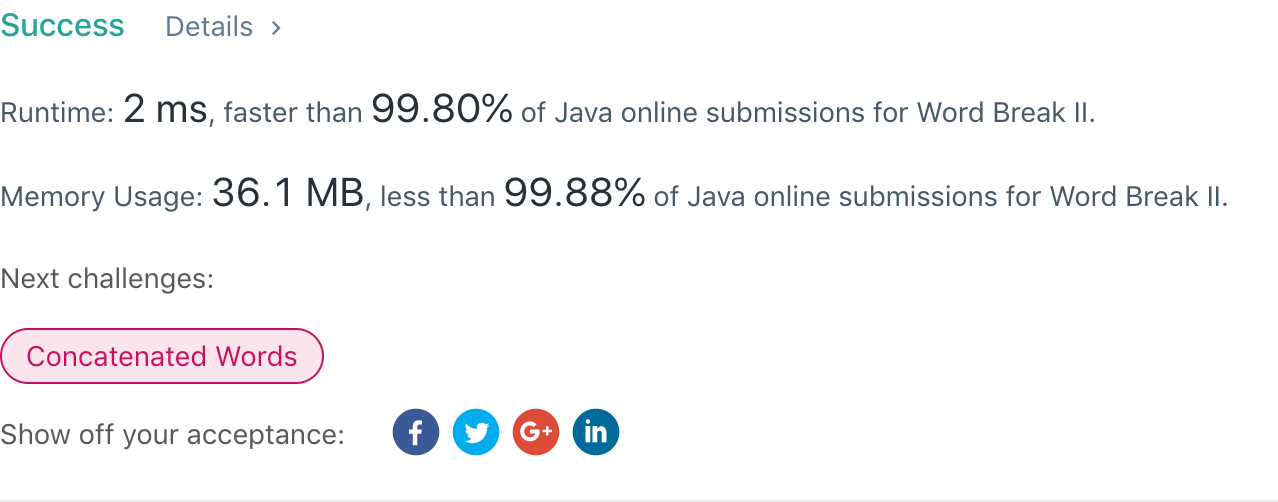 Success Details >
Runtime: 2 ms, faster than 99.80% of Java online submissions for Word Break II.
Memory Usage: 36.1 MB, less than 99.88% of Java online submissions for Word Break II.
Next challenges:
Concatenated Words
Show off your acceptance: f G+ in